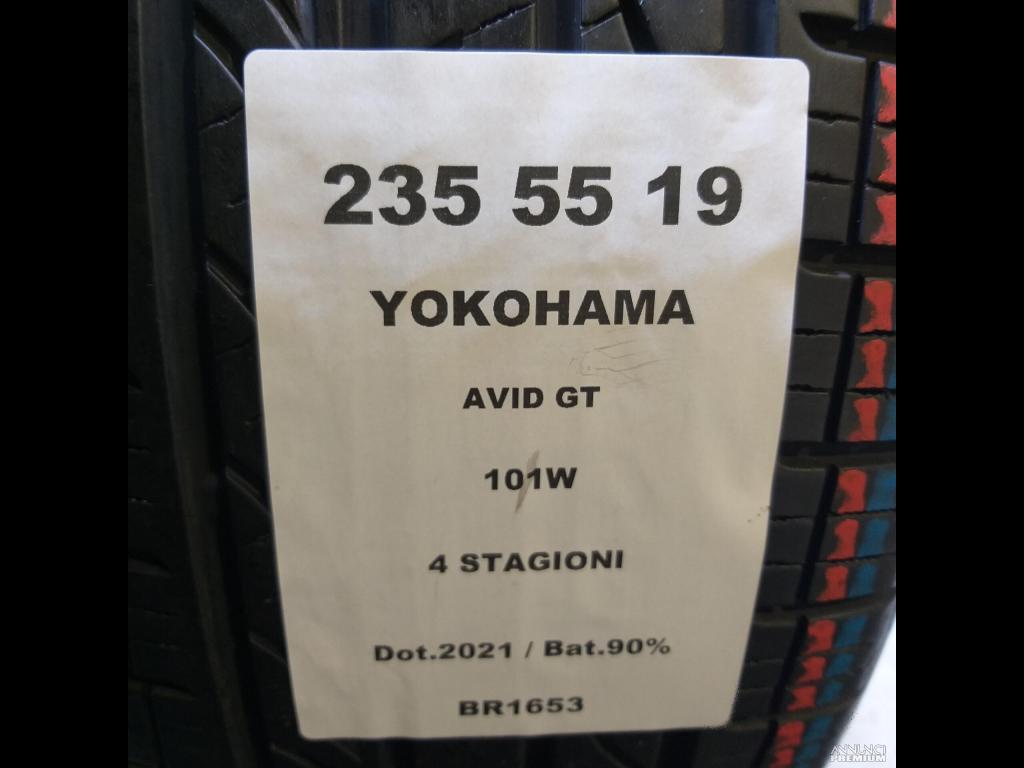 235 55 19
YOKOHAMA
AVID GT
101W
4 STAGIONI
Dot.2021 / Bat.90%
BR1653
ANNUNCI
PREMIUM